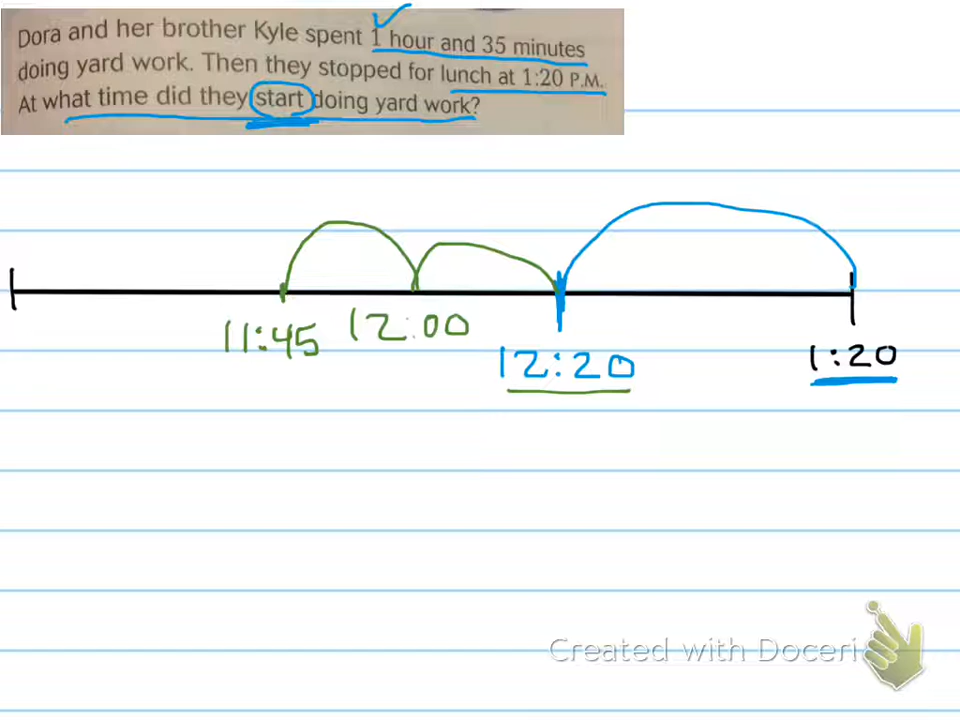 Dora and her brother Kyle spent 1 hour and 35 minutes
doing yard work. Then they stopped for lunch at 1:20 P.M.
At what time did they start doing yard work?
11:45 12:00 12:20 1:20
Created with Doceri